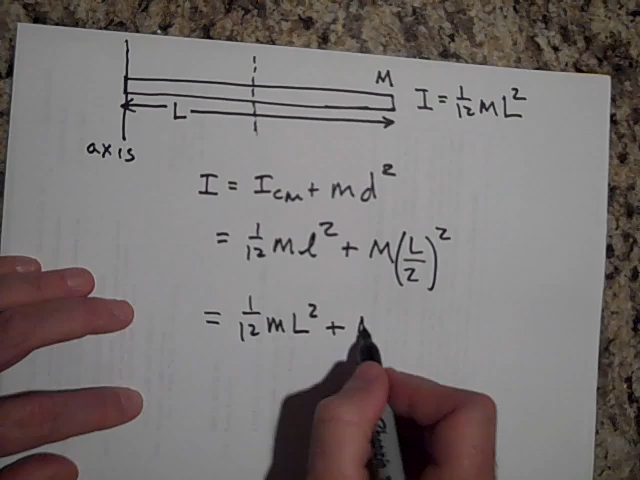 M
I = 1/12 ML²
L
axis
I = I_CM + md²
= 1/12 Ml² + M(L/2)²
= 1/12 mL² +